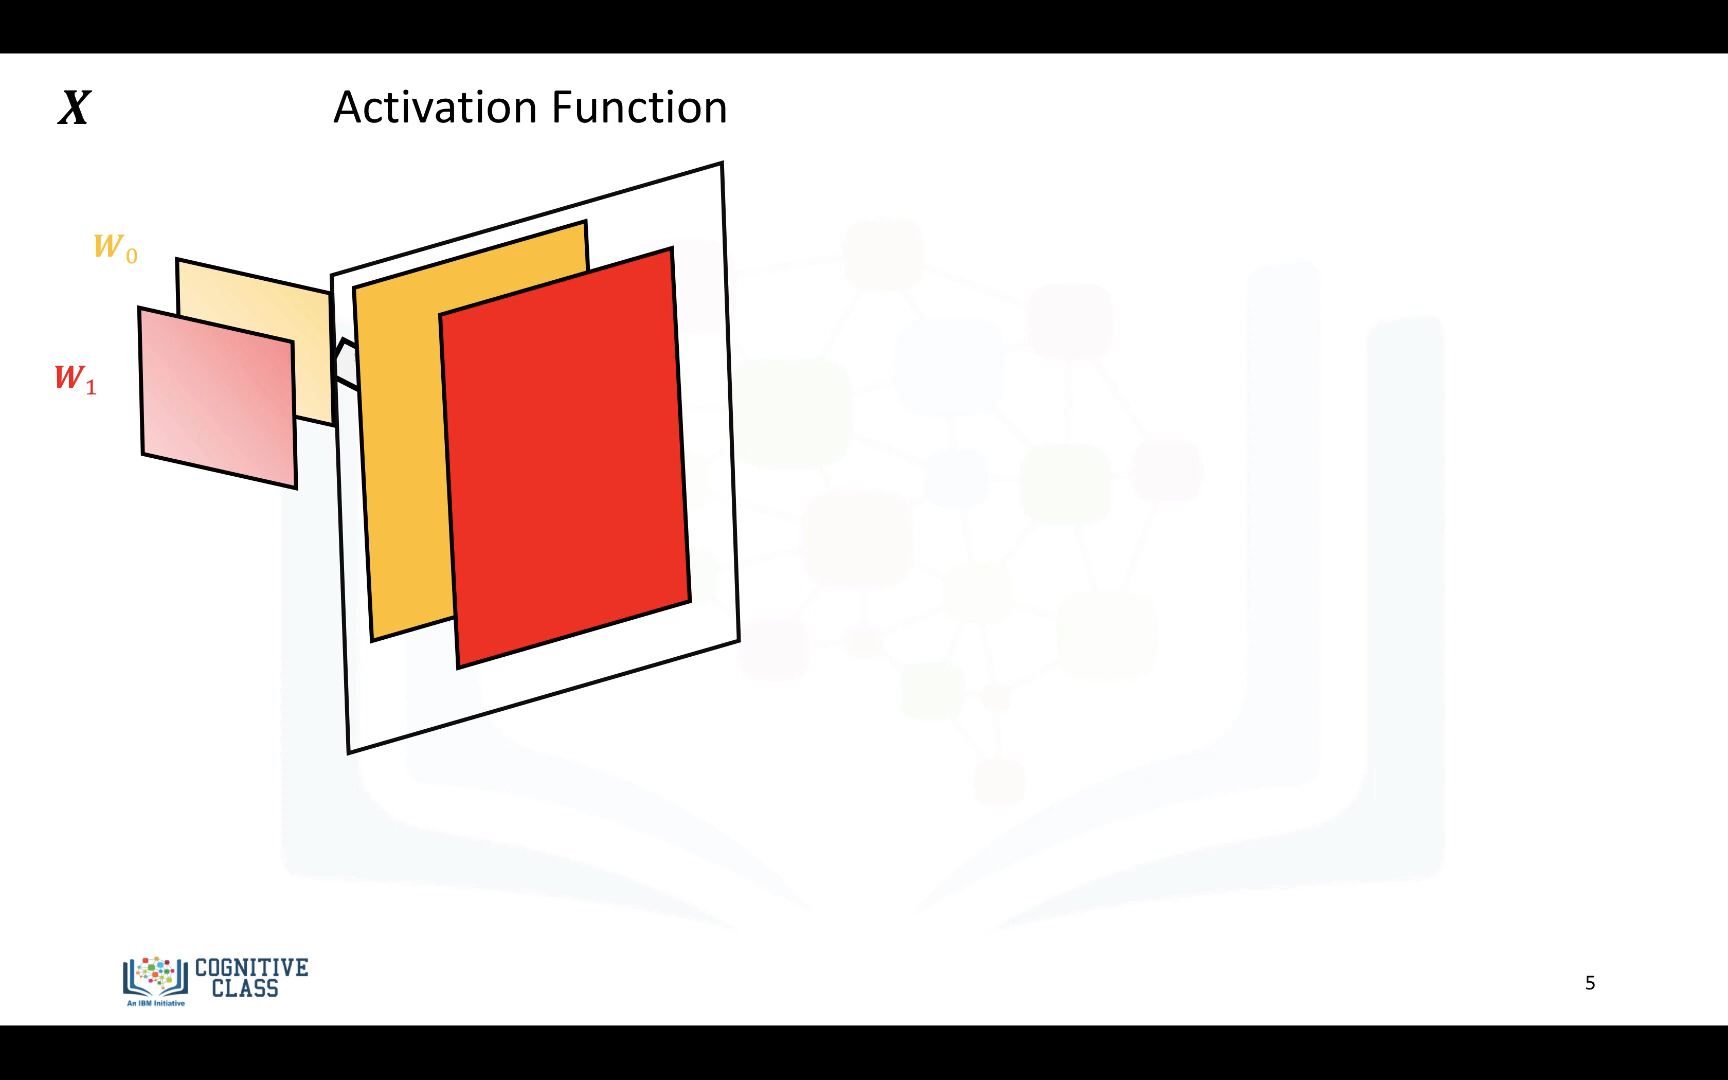 X
Activation Function
W0
W1
COGNITIVE
CLASS
An IBM Initiative
5